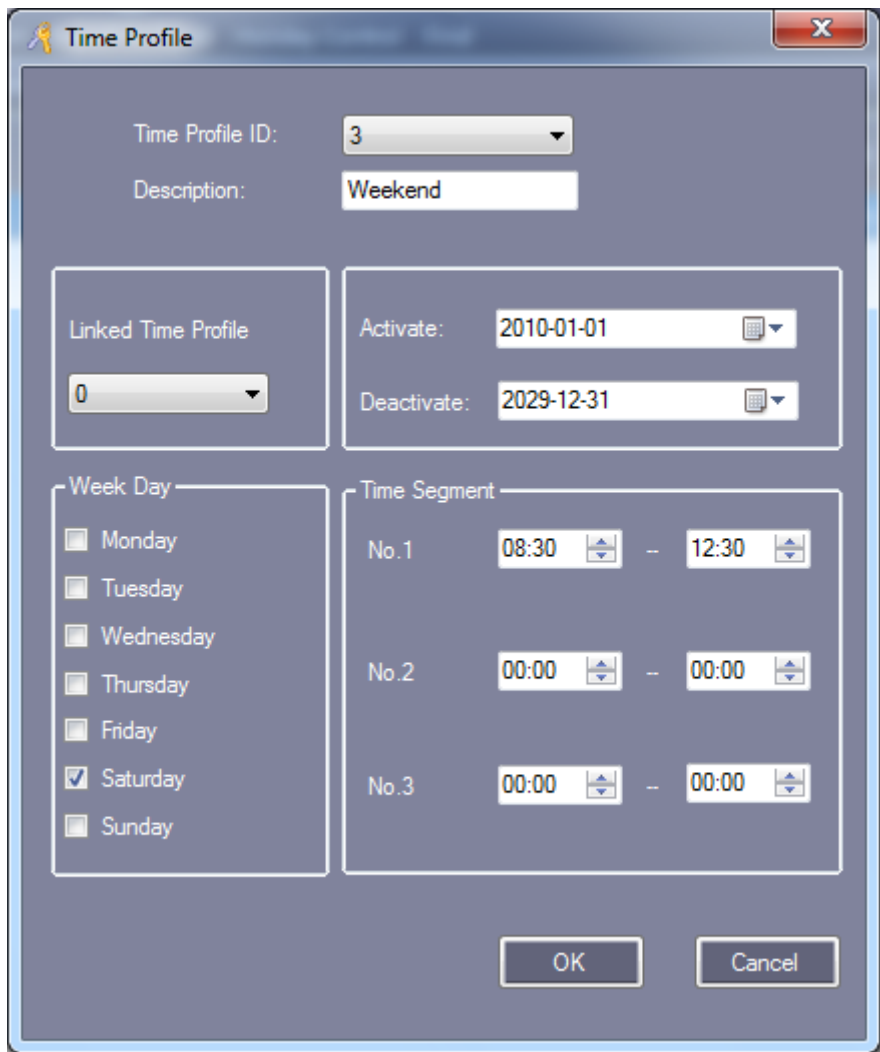 Time Profile
Time Profile ID: 3
Description: Weekend
Linked Time Profile
0
Activate: 2010-01-01
Deactivate: 2029-12-31
Week Day
Monday
Tuesday
Wednesday
Thursday
Friday
Saturday
Sunday
Time Segment
No.1 08:30 -- 12:30
No.2 00:00 -- 00:00
No.3 00:00 -- 00:00
OK Cancel